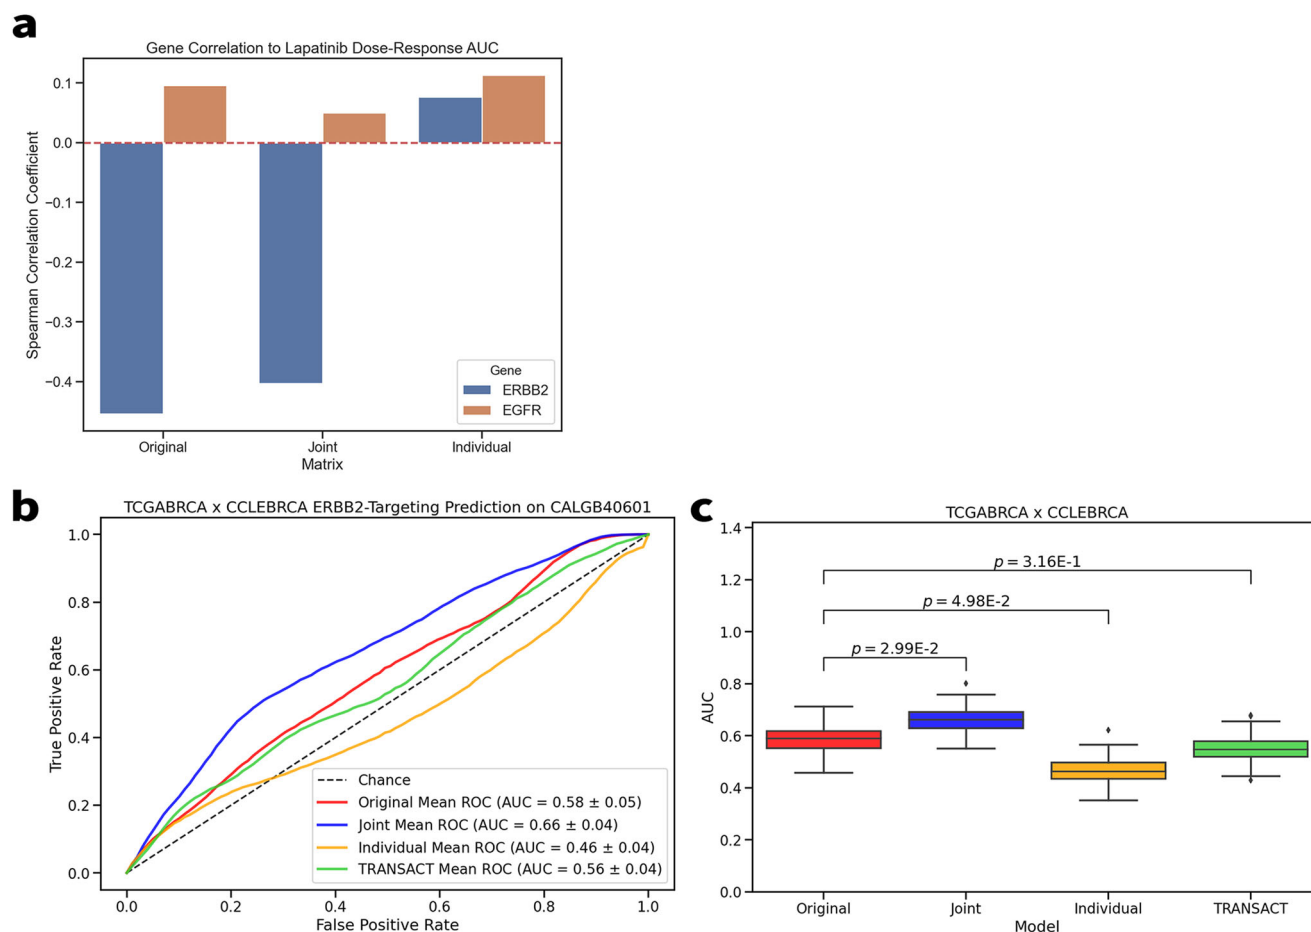 a
Gene Correlation to Lapatinib Dose-Response AUC
Spearman Correlation Coefficient
0.1
0.0
−0.1
−0.2
−0.3
−0.4
Gene
ERBB2
EGFR
Original Joint Individual
Matrix
b
TCGABRCA x CCLEBRCA ERBB2-Targeting Prediction on CALGB40601
True Positive Rate
1.0
0.8
0.6
0.4
0.2
0.0
Chance
Original Mean ROC (AUC = 0.58 ± 0.05)
Joint Mean ROC (AUC = 0.66 ± 0.04)
Individual Mean ROC (AUC = 0.46 ± 0.04)
TRANSACT Mean ROC (AUC = 0.56 ± 0.04)
0.0 0.2 0.4 0.6 0.8 1.0
False Positive Rate
c
TCGABRCA x CCLEBRCA
AUC
1.4
1.2
1.0
0.8
0.6
0.4
0.2
0.0
p = 3.16E-1
p = 4.98E-2
p = 2.99E-2
Original Joint Individual TRANSACT
Model